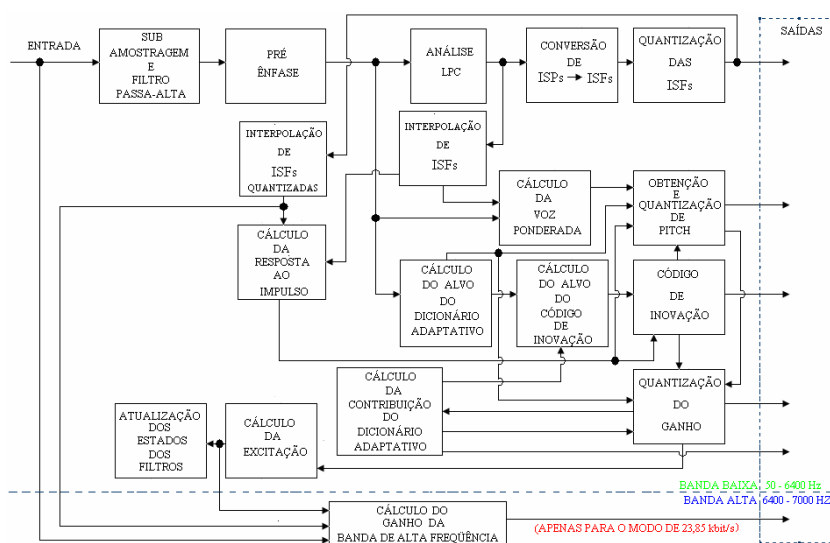 ENTRADA
SUB
AMOSTRAGEM
E
FILTRO
PASSA-ALTA
PRÉ
ÊNFASE
ANÁLISE
LPC
CONVERSÃO
DE
ISPs → ISFs
QUANTIZAÇÃO
DAS
ISFs
SAÍDAS
INTERPOLAÇÃO
DE
ISFs
QUANTIZADAS
INTERPOLAÇÃO
DE
ISFs
CÁLCULO
DA
VOZ
PONDERADA
OBTENÇÃO
E
QUANTIZAÇÃO
DE
PITCH
CÁLCULO
DA
RESPOSTA
AO
IMPULSO
CÁLCULO
DO ALVO
DO
DICIONÁRIO
ADAPTATIVO
CÁLCULO
DO ALVO
DO
CÓDIGO
DE
INOVAÇÃO
CÓDIGO
DE
INOVAÇÃO
ATUALIZAÇÃO
DOS
ESTADOS
DOS
FILTROS
CÁLCULO
DA
EXCITAÇÃO
CÁLCULO
DA
CONTRIBUIÇÃO
DO
DICIONÁRIO
ADAPTATIVO
QUANTIZAÇÃO
DO
GANHO
BANDA BAIXA 50 - 6400 Hz
BANDA ALTA 6400 - 7000 HZ
CÁLCULO DO
GANHO DA
BANDA DE ALTA FREQÜÊNCIA
(APENAS PARA O MODO DE 23,85 kbit/s)